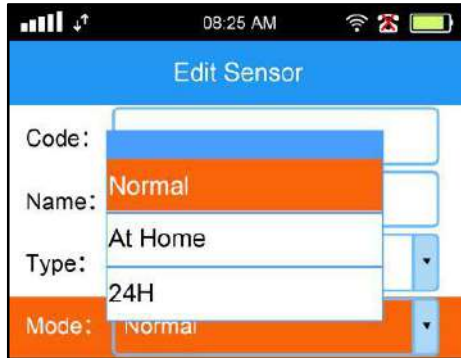 08:25 AM
Edit Sensor
Code:
Name:
Normal
At Home
Type:
24H
Mode: Normal